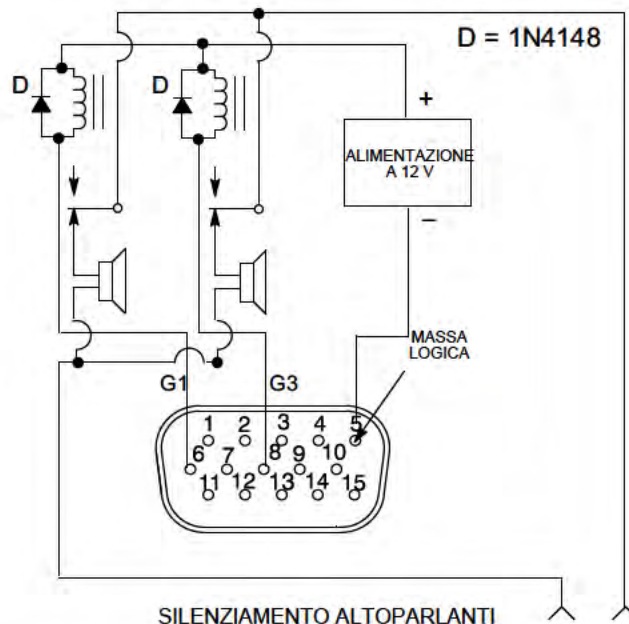 D = 1N4148
D
D
+
ALIMENTAZIONE
A 12 V
–
MASSA
LOGICA
G1
G3
1
2
3
4
5
6
7
8
9
10
11
12
13
14
15
SILENZIAMENTO ALTOPARLANTI